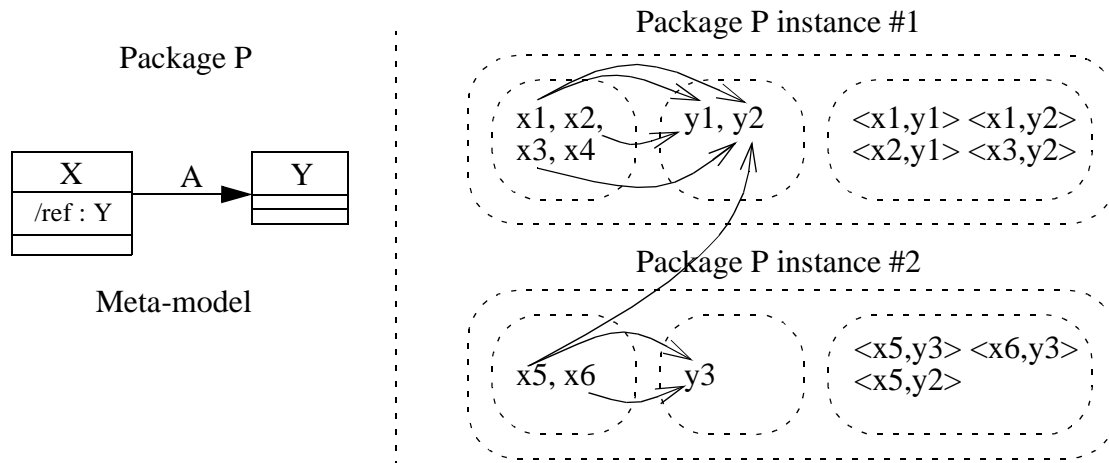 Package P
X
/ref : Y
A
Y
Meta-model
Package P instance #1
x1, x2,
x3, x4
y1, y2
<x1,y1> <x1,y2>
<x2,y1> <x3,y2>
Package P instance #2
x5, x6
y3
<x5,y3> <x6,y3>
<x5,y2>